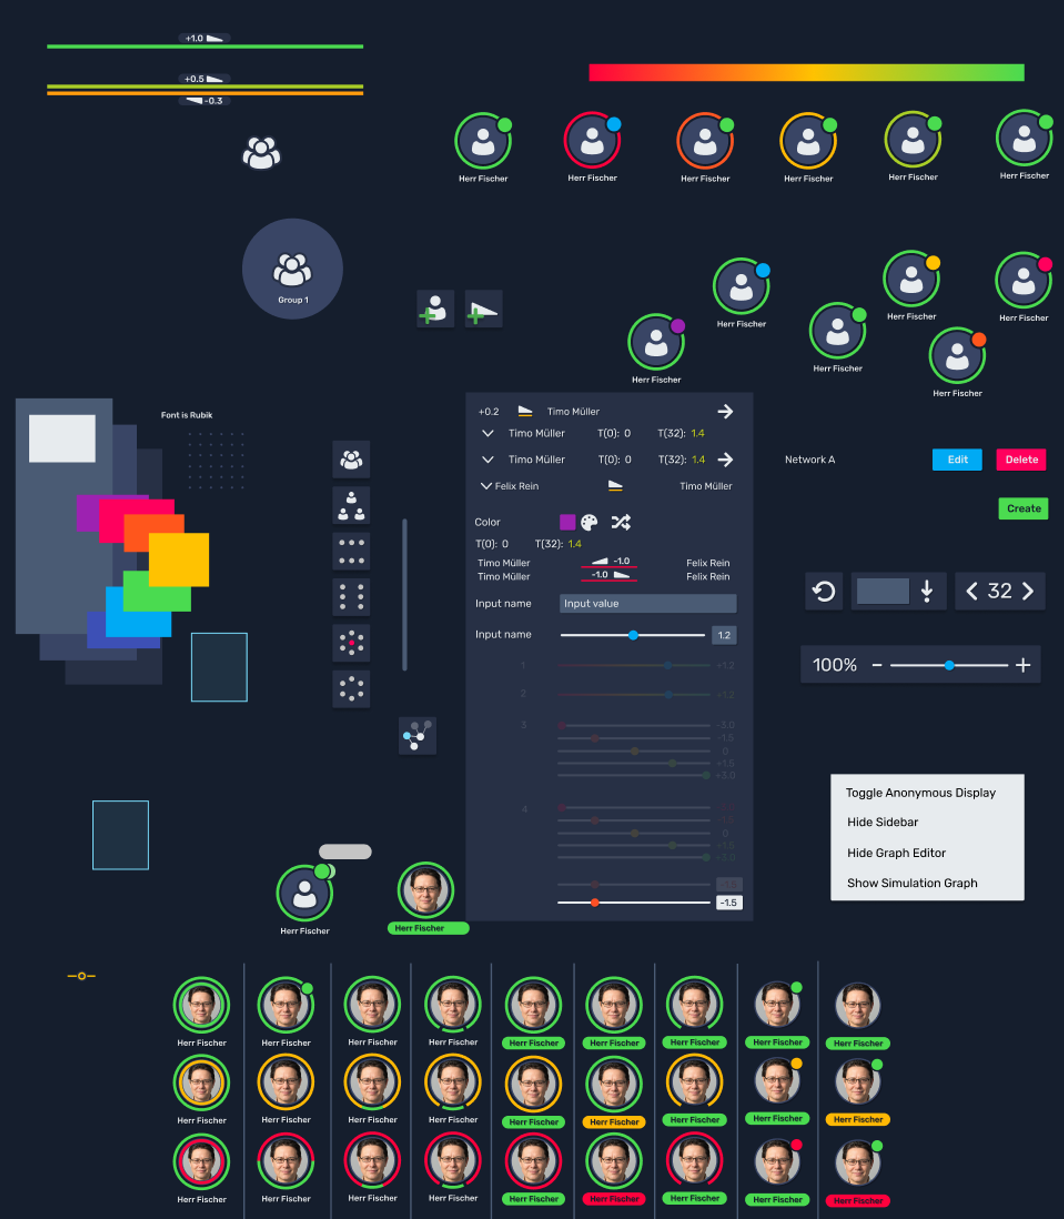 +1.0
+0.5
-0.3
Herr Fischer
Herr Fischer
Herr Fischer
Herr Fischer
Herr Fischer
Herr Fischer
Group 1
Herr Fischer
Herr Fischer
Herr Fischer
Herr Fischer
Herr Fischer
Herr Fischer
Font is Rubik
+0.2 Timo Müller
Timo Müller T(0): 0 T(32): 1.4
Timo Müller T(0): 0 T(32): 1.4
Felix Rein Timo Müller
Color
T(0): 0 T(32): 1.4
Timo Müller -1.0 Felix Rein
Timo Müller -1.0 Felix Rein
Input name Input value
Input name 1.2
1 +1.2
2 +1.2
3 -3.0
-1.5
0
+1.5
+3.0
4
0
+1.5
+3.0
-1.5
Network A Edit Delete
Create
32
100%
Toggle Anonymous Display
Hide Sidebar
Hide Graph Editor
Show Simulation Graph
Herr Fischer
Herr Fischer
Herr Fischer Herr Fischer Herr Fischer Herr Fischer Herr Fischer Herr Fischer Herr Fischer Herr Fischer Herr Fischer
Herr Fischer Herr Fischer Herr Fischer Herr Fischer Herr Fischer Herr Fischer Herr Fischer Herr Fischer Herr Fischer
Herr Fischer Herr Fischer Herr Fischer Herr Fischer Herr Fischer Herr Fischer Herr Fischer Herr Fischer Herr Fischer